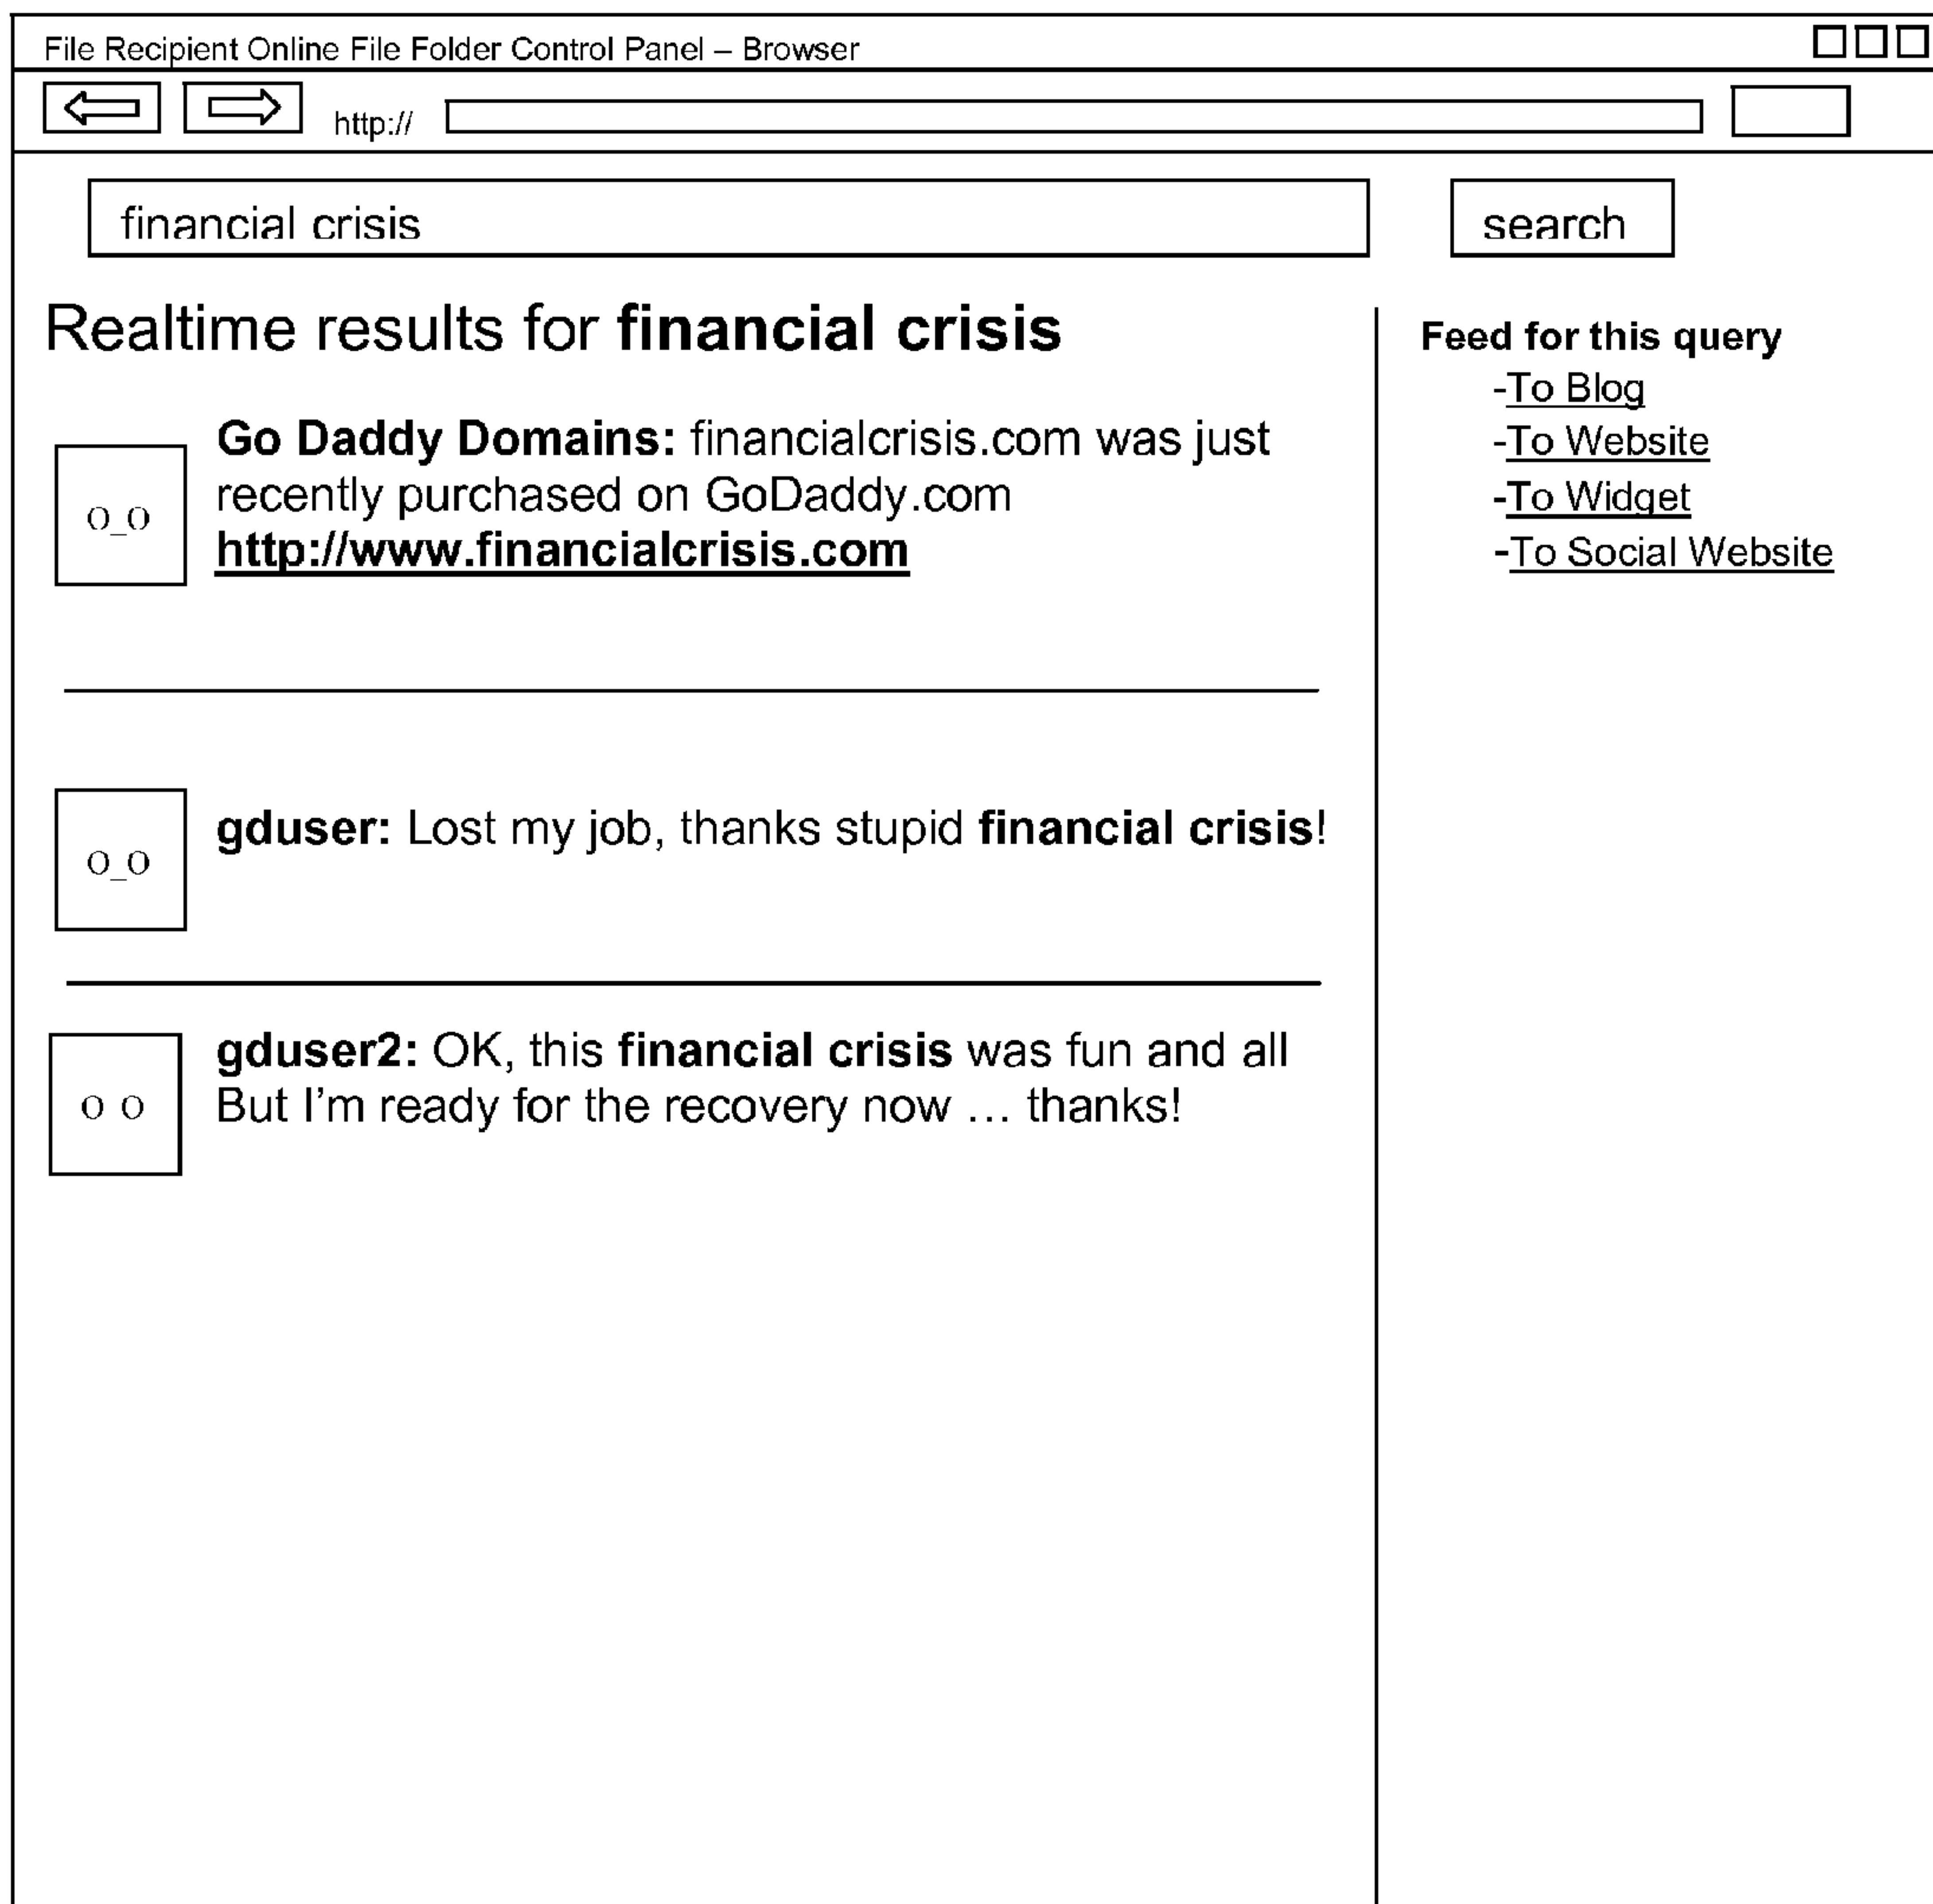 File Recipient Online File Folder Control Panel – Browser
http://
financial crisis
search
Realtime results for financial crisis
Go Daddy Domains: financialcrisis.com was just
recently purchased on GoDaddy.com
http://www.financialcrisis.com
o_o
gduser: Lost my job, thanks stupid financial crisis!
o_o
gduser2: OK, this financial crisis was fun and all
But I'm ready for the recovery now … thanks!
o o
Feed for this query
-To Blog
-To Website
-To Widget
-To Social Website